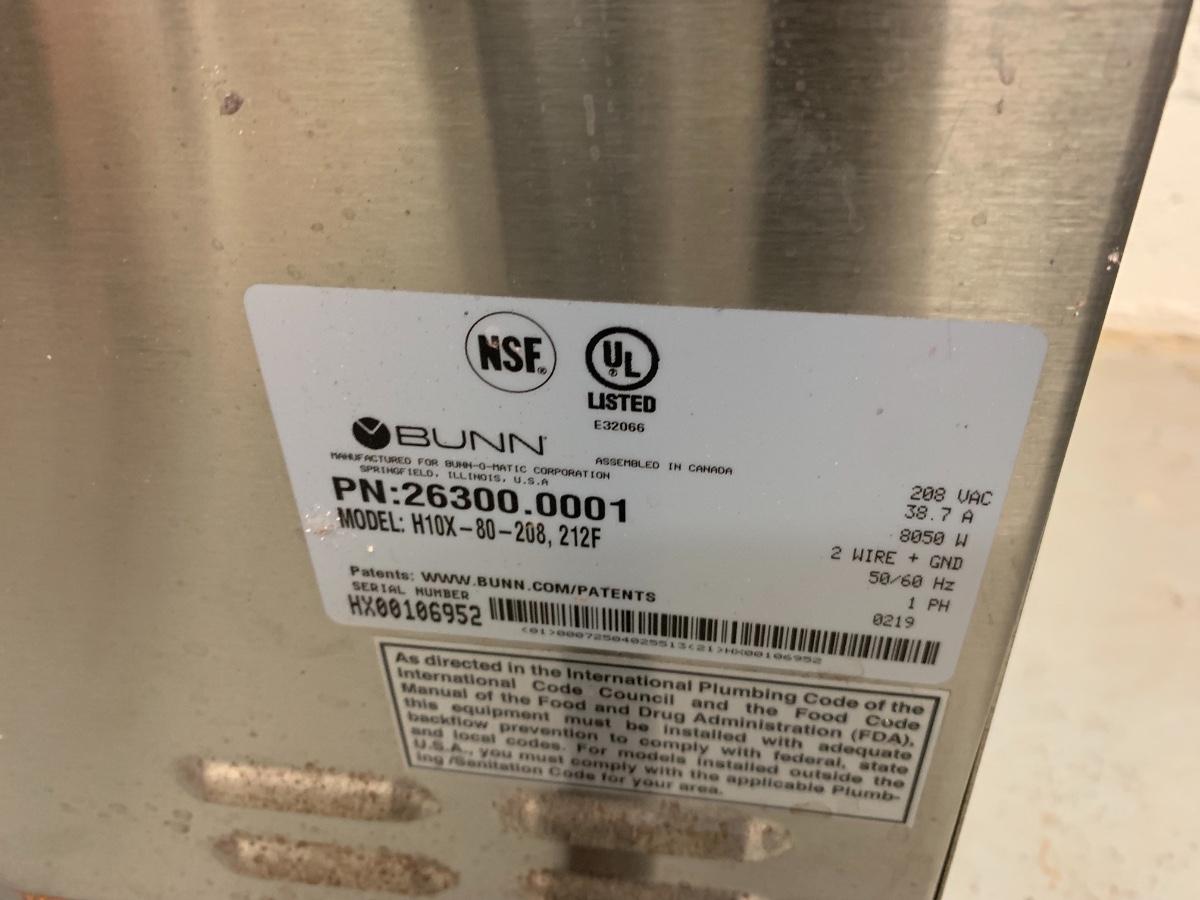 NSF®
UL®
LISTED
E32066
BUNN®
MANUFACTURED FOR BUNN-O-MATIC CORPORATION
SPRINGFIELD, ILLINOIS, U.S.A
ASSEMBLED IN CANADA
PN:26300.0001
MODEL: H10X-80-208, 212F
208 VAC
38.7 A
8050 W
2 WIRE + GND
50/60 Hz
1 PH
0219
Patents: WWW.BUNN.COM/PATENTS
SERIAL NUMBER
HX00106952
<01>00072504025513<21>HX00106952
As directed in the International Plumbing Code of the
International Code Council and the Food Code
Manual of the Food and Drug Administration (FDA),
this equipment must be installed with adequate
backflow prevention to comply with federal, state
and local codes. For models installed outside the
U.S.A., you must comply with the applicable Plumb-
ing /Sanitation Code for your area.